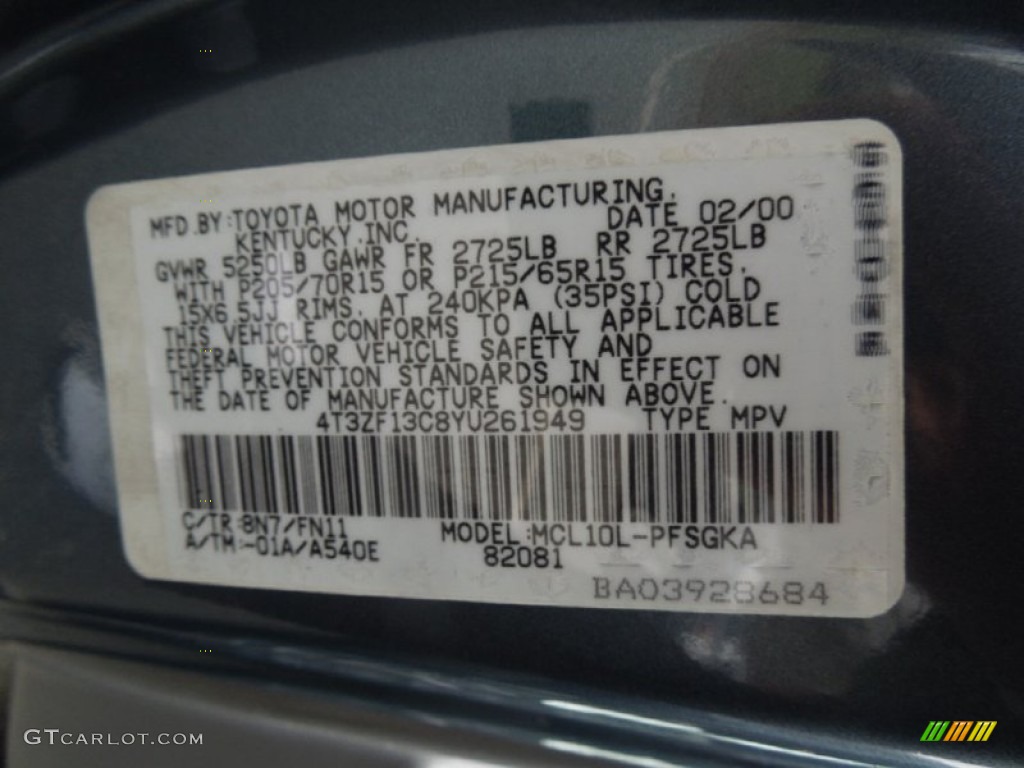 MFD.BY:TOYOTA MOTOR MANUFACTURING.
KENTUCKY,INC. DATE 02/00
GVWR 5250LB GAWR FR 2725LB RR 2725LB
WITH P205/70R15 OR P215/65R15 TIRES,
15X6.5JJ RIMS, AT 240KPA (35PSI) COLD
THIS VEHICLE CONFORMS TO ALL APPLICABLE
FEDERAL MOTOR VEHICLE SAFETY AND
THEFT PREVENTION STANDARDS IN EFFECT ON
THE DATE OF MANUFACTURE SHOWN ABOVE.
4T3ZF13C8YU261949 TYPE MPV
C/TR:8N7/FN11 MODEL:MCL10L-PFSGKA
A/TM:-01A/A540E 82081
BA03928684
GTCARLOT.COM